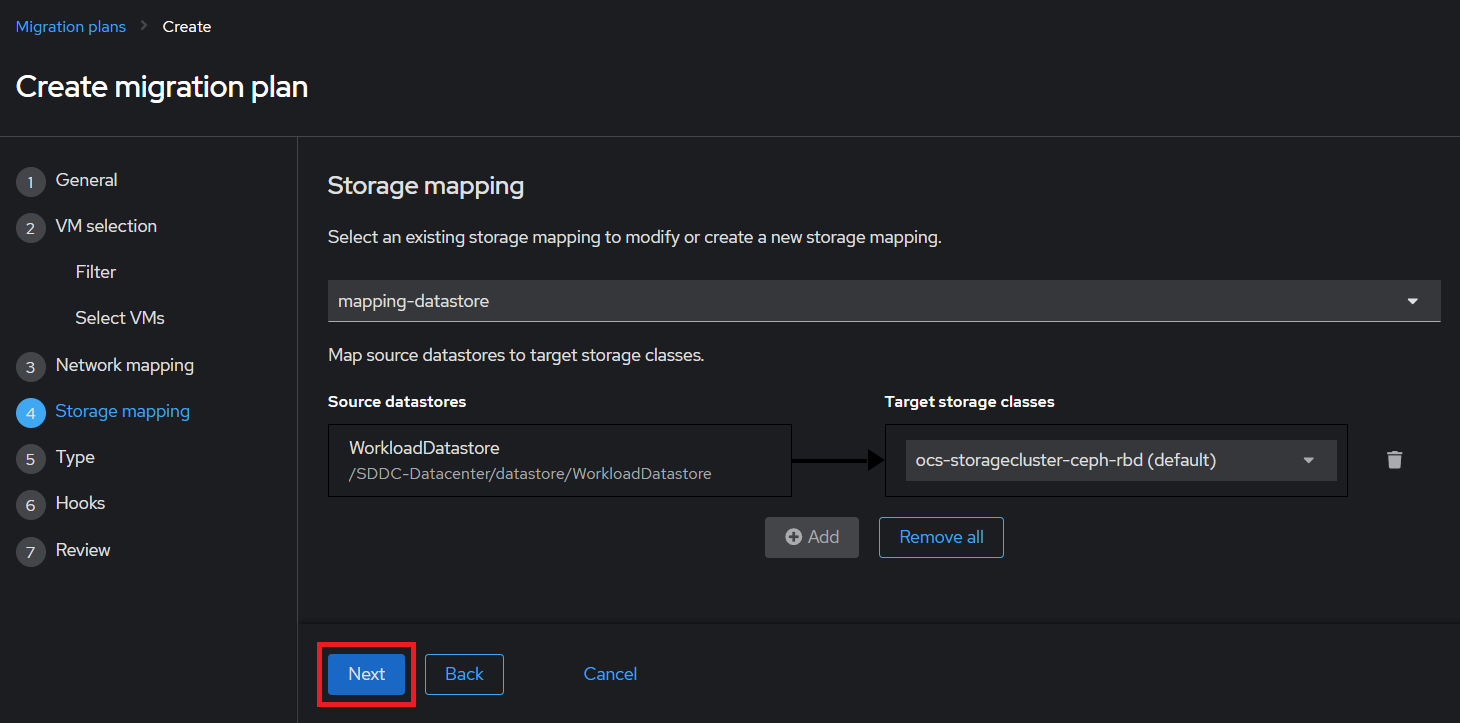 Migration plans > Create
Create migration plan
1 General
2 VM selection
Filter
Select VMs
3 Network mapping
4 Storage mapping
5 Type
6 Hooks
7 Review
Storage mapping
Select an existing storage mapping to modify or create a new storage mapping.
mapping-datastore
Map source datastores to target storage classes.
Source datastores Target storage classes
WorkloadDatastore
/SDDC-Datacenter/datastore/WorkloadDatastore
ocs-storagecluster-ceph-rbd (default)
Add Remove all
Next Back Cancel